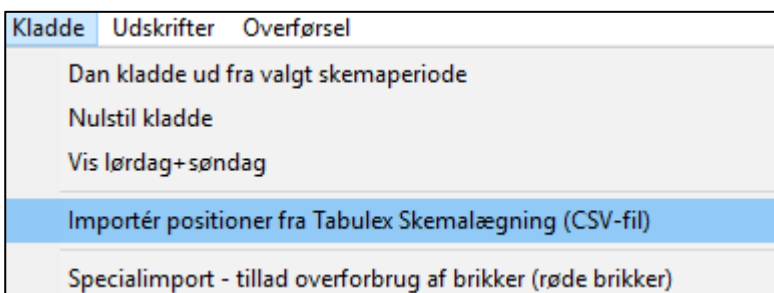 Kladde Udskrifter Overførsel
Dan kladde ud fra valgt skemaperiode
Nulstil kladde
Vis lørdag+søndag
Importér positioner fra Tabulex Skemalægning (CSV-fil)
Specialimport - tillad overforbrug af brikker (røde brikker)